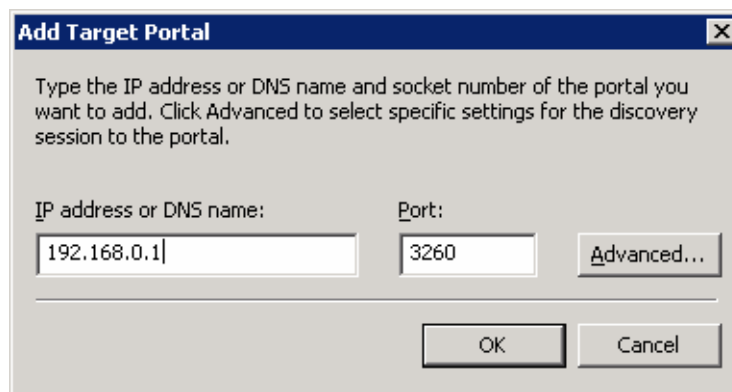 Add Target Portal
Type the IP address or DNS name and socket number of the portal you
want to add. Click Advanced to select specific settings for the discovery
session to the portal.
IP address or DNS name: Port:
192.168.0.1 3260 Advanced...
OK Cancel